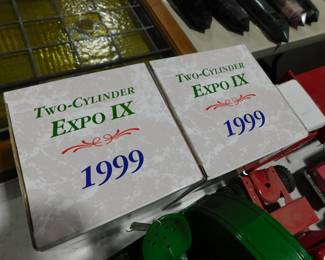 Two-Cylinder
Expo IX
1999
Two-Cylinder
Expo IX
1999